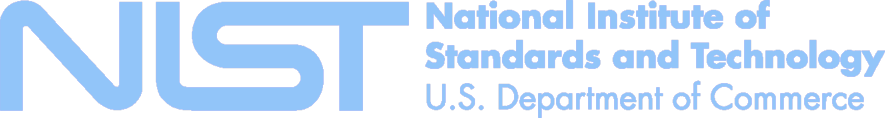 NIST
National Institute of
Standards and Technology
U.S. Department of Commerce